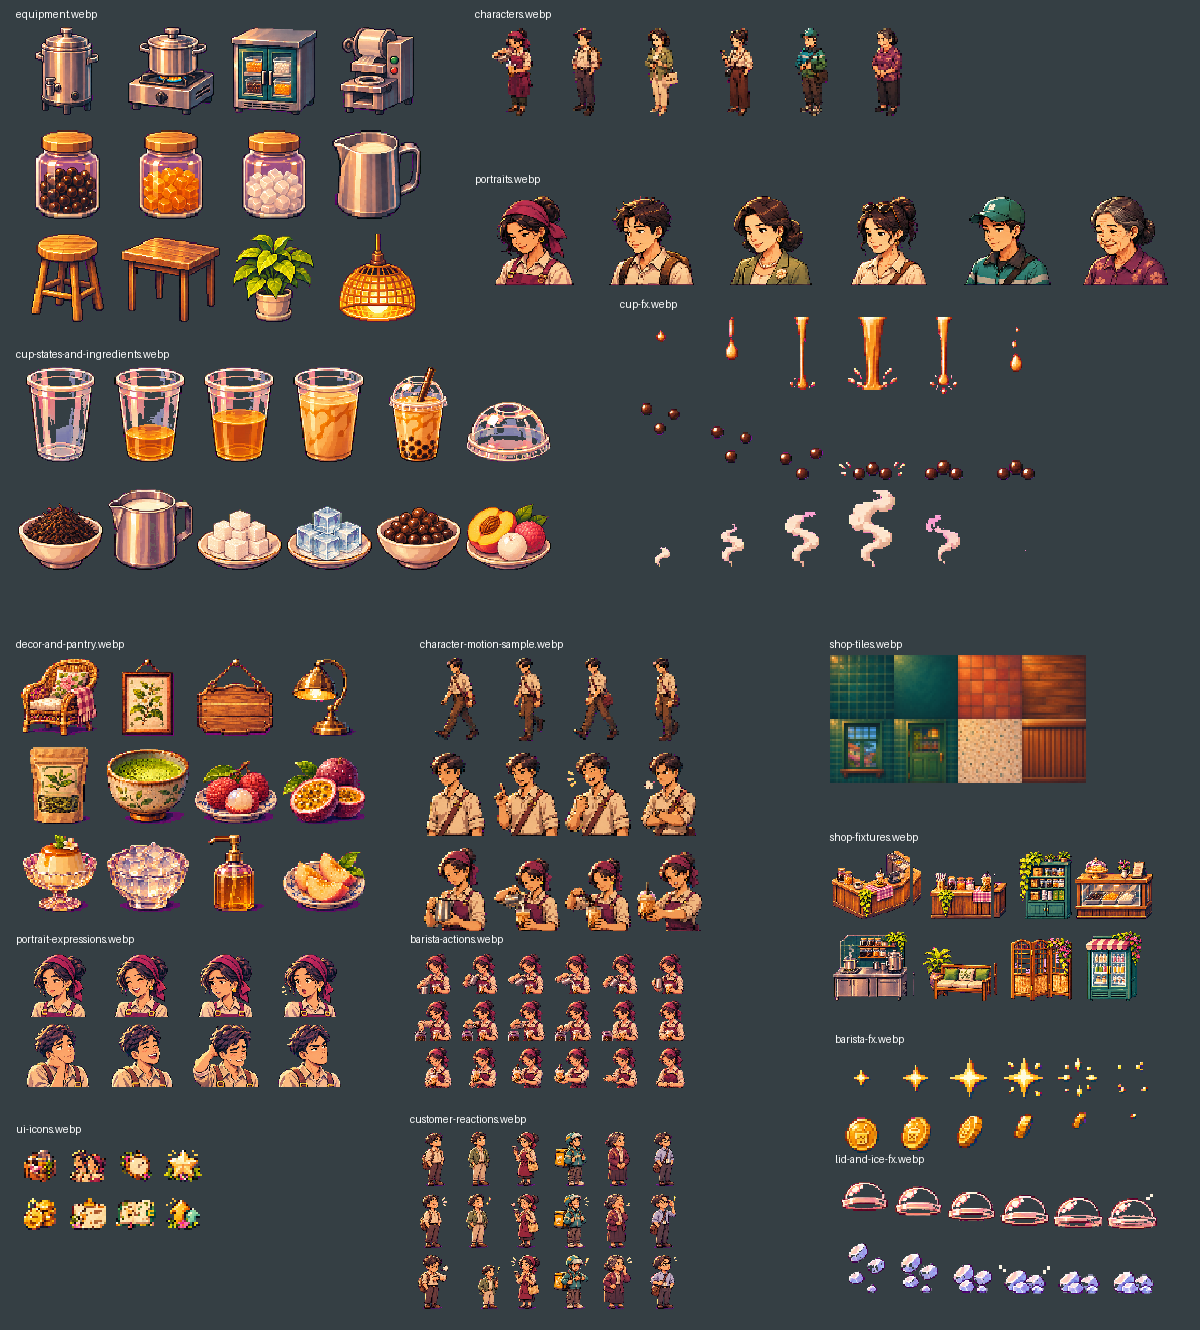 equipment.webp
characters.webp
portraits.webp
cup-fx.webp
cup-states-and-ingredients.webp
decor-and-pantry.webp
character-motion-sample.webp
shop-tiles.webp
shop-fixtures.webp
portrait-expressions.webp
barista-actions.webp
barista-fx.webp
ui-icons.webp
customer-reactions.webp
lid-and-ice-fx.webp